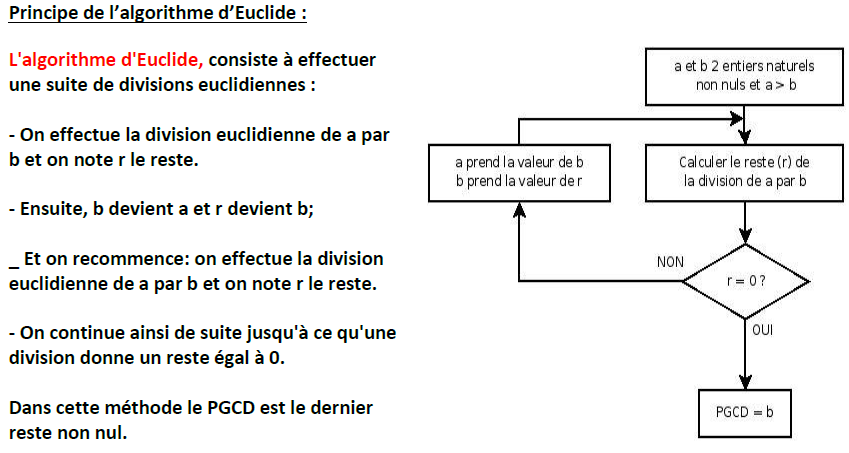 Principe de l’algorithme d’Euclide :
L'algorithme d'Euclide, consiste à effectuer
une suite de divisions euclidiennes :
- On effectue la division euclidienne de a par
b et on note r le reste.
- Ensuite, b devient a et r devient b;
_ Et on recommence: on effectue la division
euclidienne de a par b et on note r le reste.
- On continue ainsi de suite jusqu'à ce qu'une
division donne un reste égal à 0.
Dans cette méthode le PGCD est le dernier
reste non nul.
a et b 2 entiers naturels
non nuls et a > b
a prend la valeur de b
b prend la valeur de r
Calculer le reste (r) de
la division de a par b
NON
r = 0 ?
OUI
PGCD = b